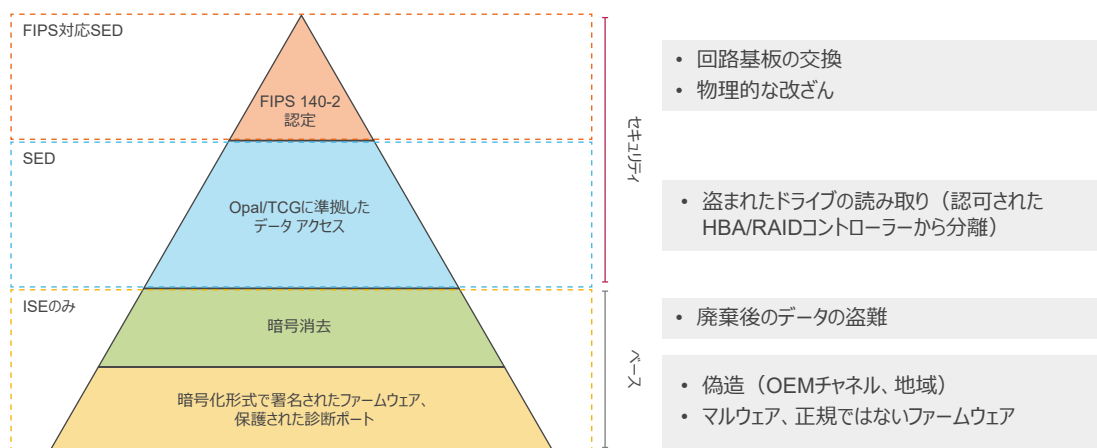 FIPS対応SED
FIPS 140-2
認定
SED
Opal/TCGに準拠した
データ アクセス
ISEのみ
暗号消去
暗号化形式で署名されたファームウェア、
保護された診断ポート
セキュリティ
ベース
• 回路基板の交換
• 物理的な改ざん
• 盗まれたドライブの読み取り（認可された
HBA/RAIDコントローラーから分離）
• 廃棄後のデータの盗難
• 偽造（OEMチャネル、地域）
• マルウェア、正規ではないファームウェア